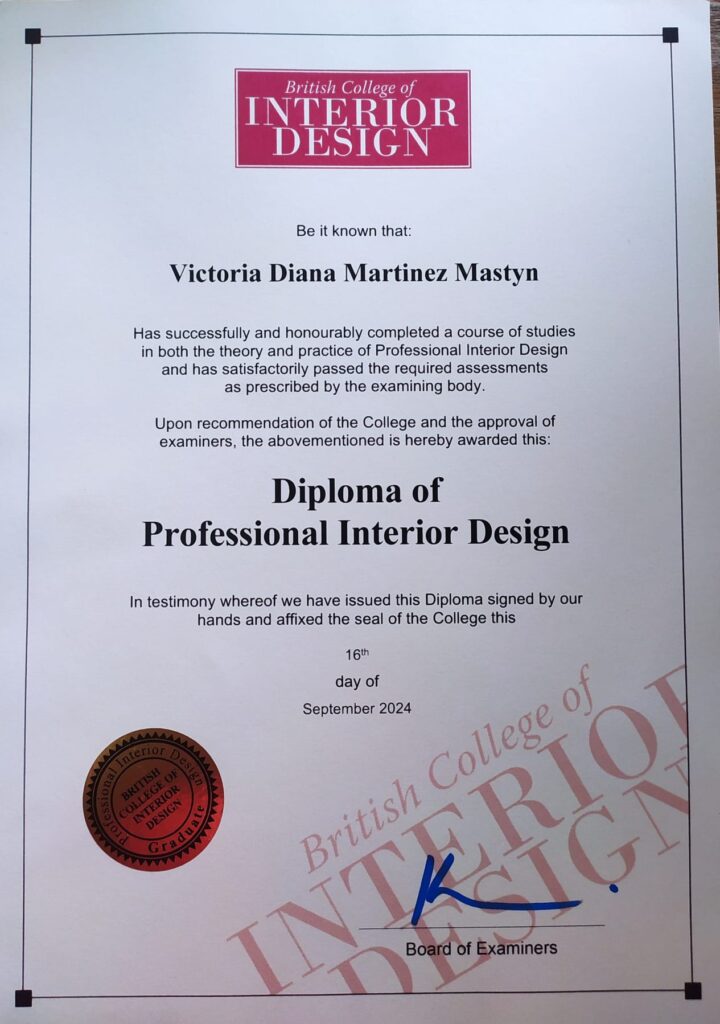 British College of
INTERIOR
DESIGN
Be it known that:
Victoria Diana Martinez Mastyn
Has successfully and honourably completed a course of studies
in both the theory and practice of Professional Interior Design
and has satisfactorily passed the required assessments
as prescribed by the examining body.
Upon recommendation of the College and the approval of
examiners, the abovementioned is hereby awarded this:
Diploma of
Professional Interior Design
In testimony whereof we have issued this Diploma signed by our
hands and affixed the seal of the College this
16th
day of
September 2024
Professional Interior Design
BRITISH
COLLEGE OF
INTERIOR
DESIGN
Graduate
British College of
INTERIOR
DESIGN
Board of Examiners